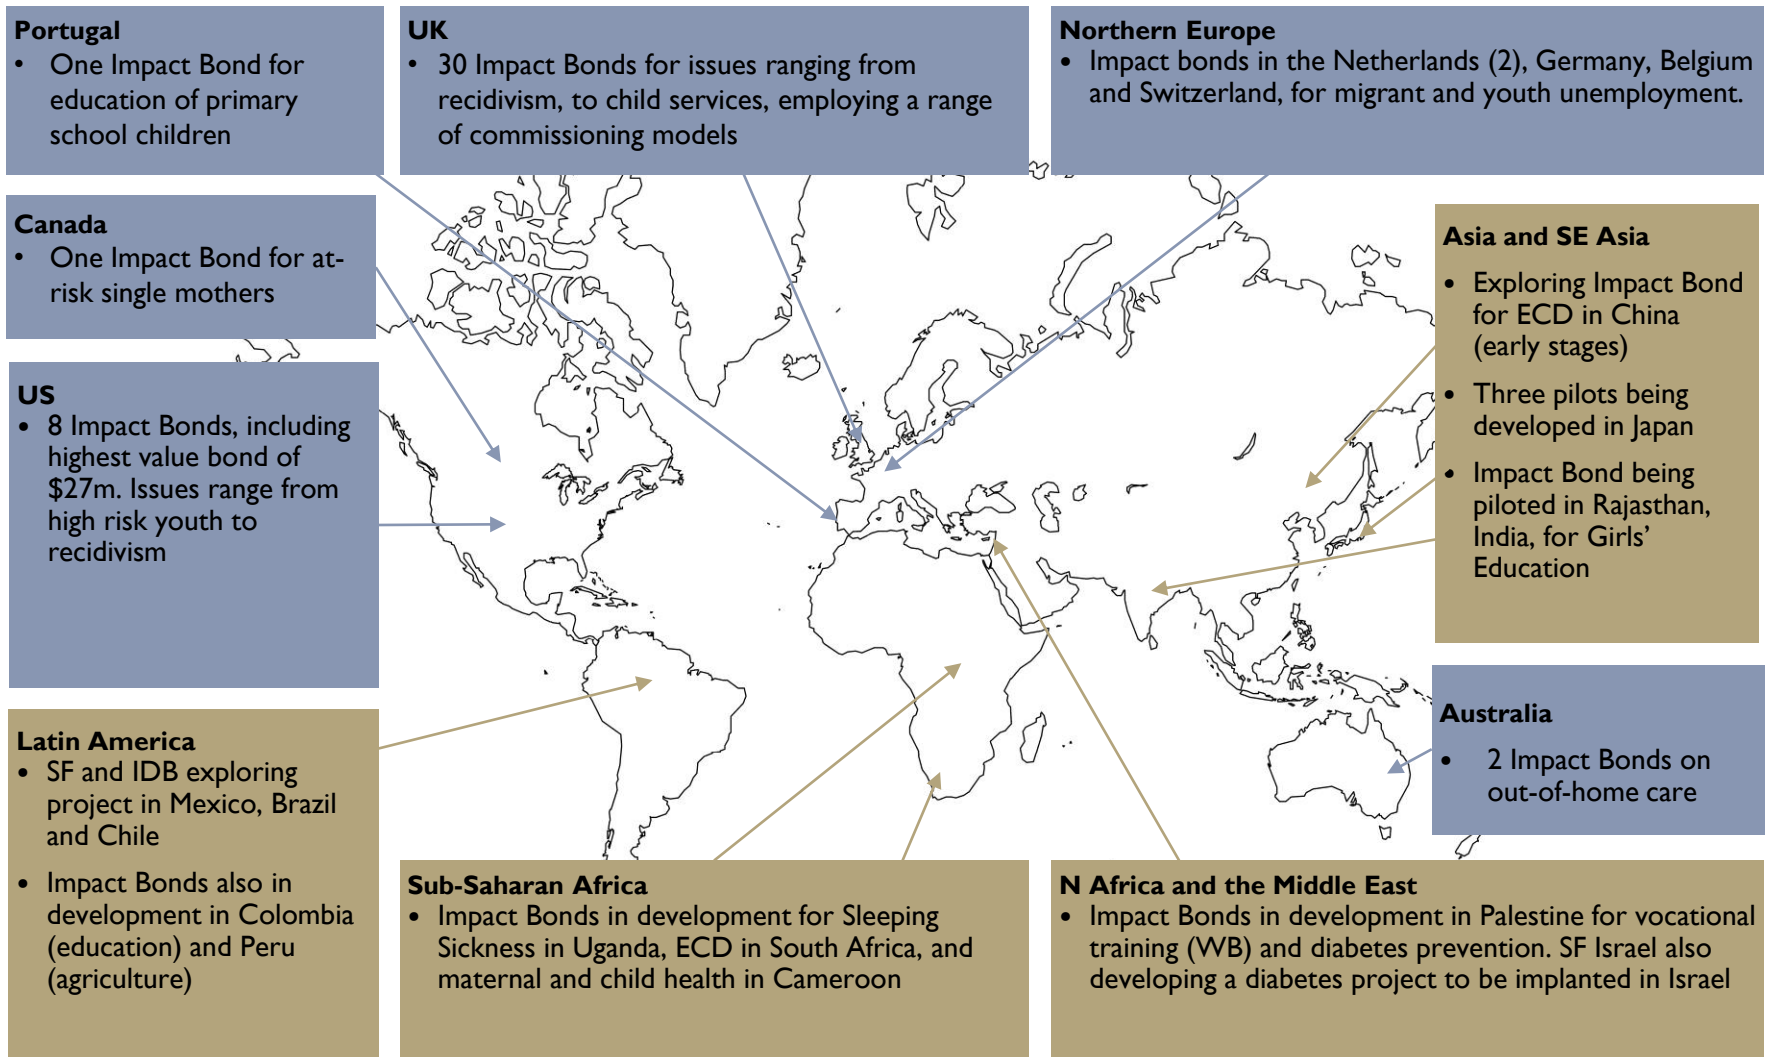 Portugal
• One Impact Bond for
education of primary
school children
UK
• 30 Impact Bonds for issues ranging from
recidivism, to child services, employing a range
of commissioning models
Northern Europe
• Impact bonds in the Netherlands (2), Germany, Belgium
and Switzerland, for migrant and youth unemployment.
Canada
• One Impact Bond for at-
risk single mothers
US
• 8 Impact Bonds, including
highest value bond of
$27m. Issues range from
high risk youth to
recidivism
Asia and SE Asia
• Exploring Impact Bond
for ECD in China
(early stages)
• Three pilots being
developed in Japan
• Impact Bond being
piloted in Rajasthan,
India, for Girls’
Education
Australia
• 2 Impact Bonds on
out-of-home care
Latin America
• SF and IDB exploring
project in Mexico, Brazil
and Chile
• Impact Bonds also in
development in Colombia
(education) and Peru
(agriculture)
Sub-Saharan Africa
• Impact Bonds in development for Sleeping
Sickness in Uganda, ECD in South Africa, and
maternal and child health in Cameroon
N Africa and the Middle East
• Impact Bonds in development in Palestine for vocational
training (WB) and diabetes prevention. SF Israel also
developing a diabetes project to be implanted in Israel